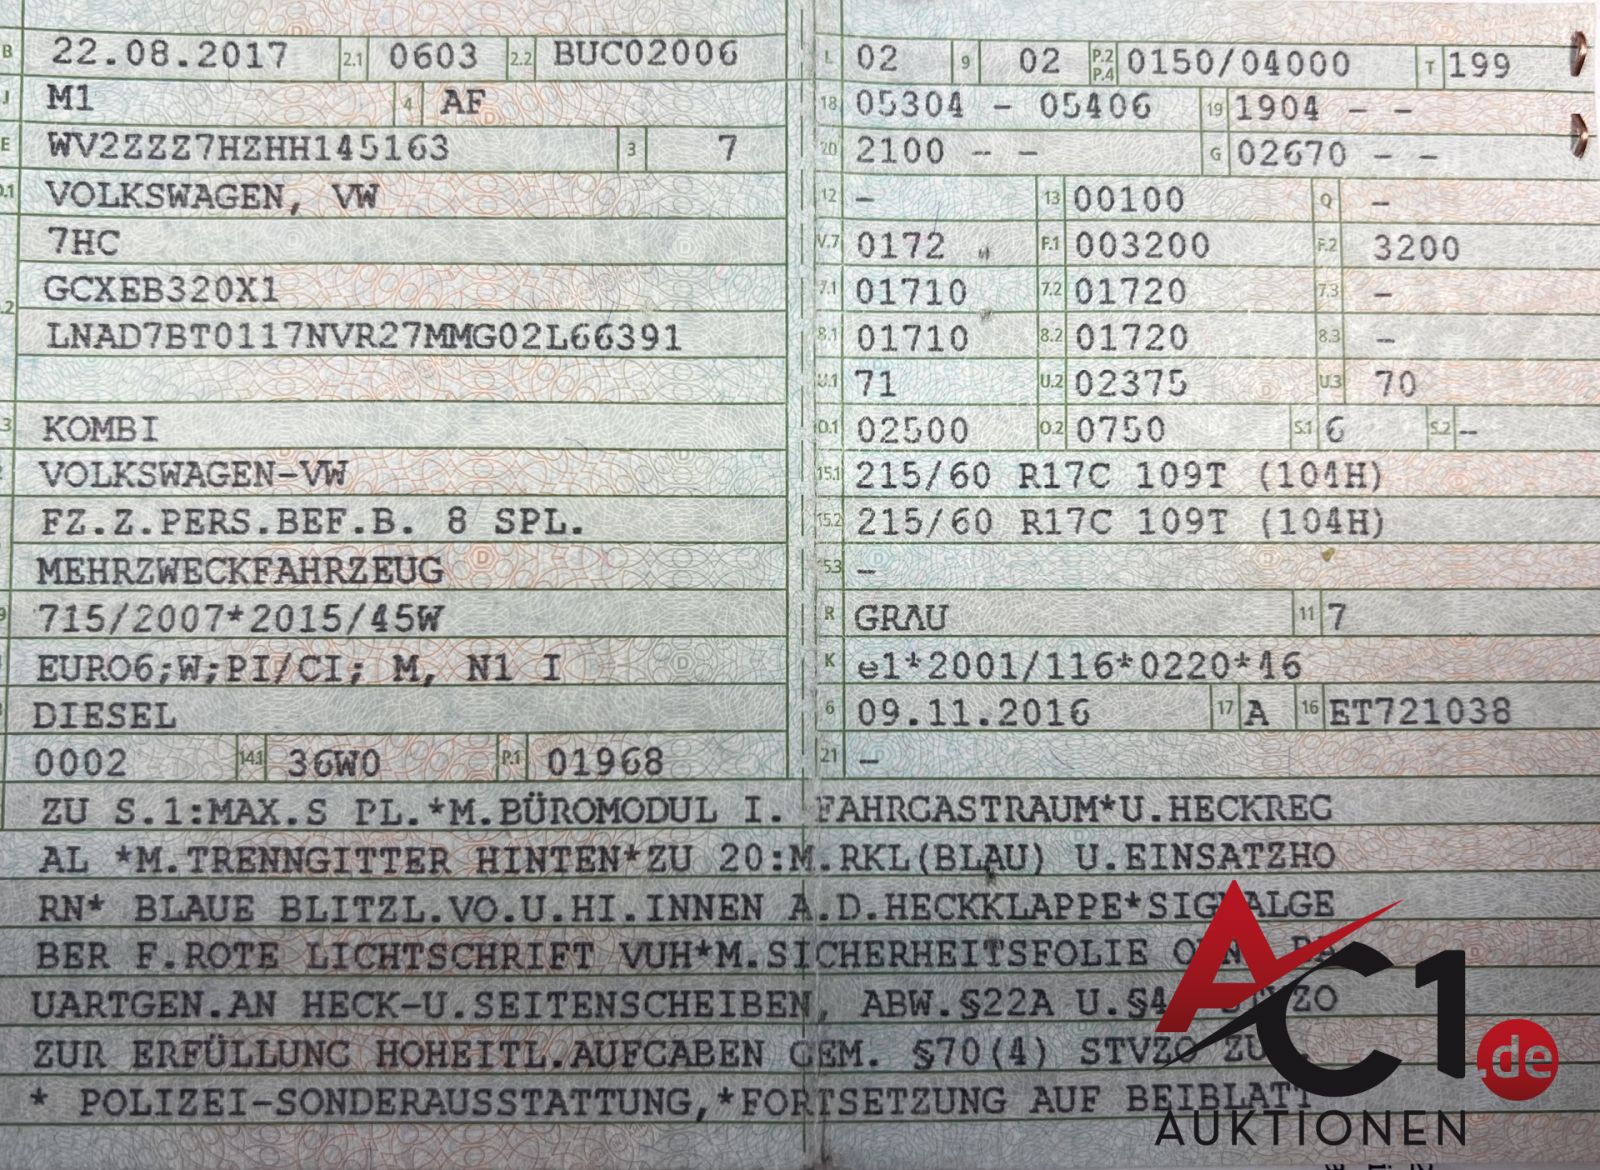 B 22.08.2017 2.1 0603 2.2 BUC02006
J M1 4 AF
E WV2ZZZ7HZHH145163 3 7
D.1 VOLKSWAGEN, VW
7HC
GCXEB320X1
.2 LNAD7BT0117NVR27MMG02L66391
3 KOMBI
2 VOLKSWAGEN-VW
FZ.Z.PERS.BEF.B. 8 SPL.
MEHRZWECKFAHRZEUG
9 715/2007*2015/45W
EURO6;W;PI/CI; M, N1 I
DIESEL
0002 14.1 36W0 P.1 01968
L 02 9 02 P.2 P.4 0150/04000 T 199
18 05304 - 05406 19 1904 - -
20 2100 - - G 02670 - -
12 - 13 00100 Q -
V.7 0172 F.1 003200 F.2 3200
7.1 01710 7.2 01720 7.3 -
8.1 01710 8.2 01720 8.3 -
U.1 71 U.2 02375 U.3 70
O.1 02500 O.2 0750 S.1 6 S.2 -
15.1 215/60 R17C 109T (104H)
15.2 215/60 R17C 109T (104H)
15.3 -
R GRAU 11 7
K e1*2001/116*0220*46
6 09.11.2016 17 A 16 ET721038
21 -
ZU S.1:MAX.S PL.*M.BÜROMODUL I. FAHRGASTRAUM*U.HECKREG
AL *M.TRENNGITTER HINTEN*ZU 20:M.RKL(BLAU) U.EINSATZHO
RN* BLAUE BLITZL.VO.U.HI.INNEN A.D.HECKKLAPPE*SIGNALGE
BER F.ROTE LICHTSCHRIFT VUH*M.SICHERHEITSFOLIE
UARTGEN.AN HECK-U.SEITENSCHEIBEN, ABW.§22A U.
ZUR ERFÜLLUNG HOHEITL.AUFGABEN GEM. §70(4) STVZO
* POLIZEI-SONDERAUSSTATTUNG,*FORTSETZUNG AUF BEIBLATT
AC1.de
AUKTIONEN